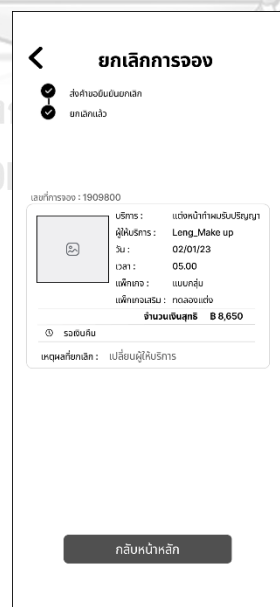 ยกเลิกการจอง
ส่งคำขอยืนยันยกเลิก
ยกเลิกแล้ว
เลขที่การจอง : 1909800
บริการ : แต่งหน้าทำผมรับปริญญา
ผู้ให้บริการ : Leng_Make up
วัน : 02/01/23
เวลา : 05.00
แพ็กเกจ : แบบกลุ่ม
แพ็กเกจเสริม : ทดลองแต่ง
จำนวนเงินสุทธิ ฿ 8,650
รอเงินคืน
เหตุผลที่ยกเลิก : เปลี่ยนผู้ให้บริการ
กลับหน้าหลัก